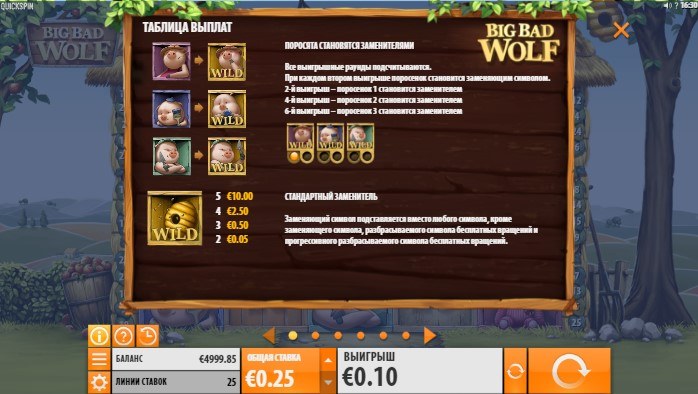 QUICKSPIN
16:30
BIG BAD
WOLF
ТАБЛИЦА ВЫПЛАТ
BIG BAD
WOLF
WILD
WILD
WILD
ПОРОСЯТА СТАНОВЯТСЯ ЗАМЕНИТЕЛЯМИ
Все выигрышные раунды подсчитываются.
При каждом втором выигрыше поросенок становится заменяющим символом.
2-й выигрыш – поросенок 1 становится заменителем
4-й выигрыш – поросенок 2 становится заменителем
6-й выигрыш – поросенок 3 становится заменителем
WILD WILD WILD
WILD
5 €10.00
4 €2.50
3 €0.50
2 €0.05
СТАНДАРТНЫЙ ЗАМЕНИТЕЛЬ
Заменяющий символ подставляется вместо любого символа, кроме
заменяющего символа, разбрасываемого символа бесплатных вращений и
прогрессивного разбрасываемого символа бесплатных вращений.
25
БАЛАНС €4999.85
ЛИНИИ СТАВОК 25
ОБЩАЯ СТАВКА
€0.25
ВЫИГРЫШ
€0.10